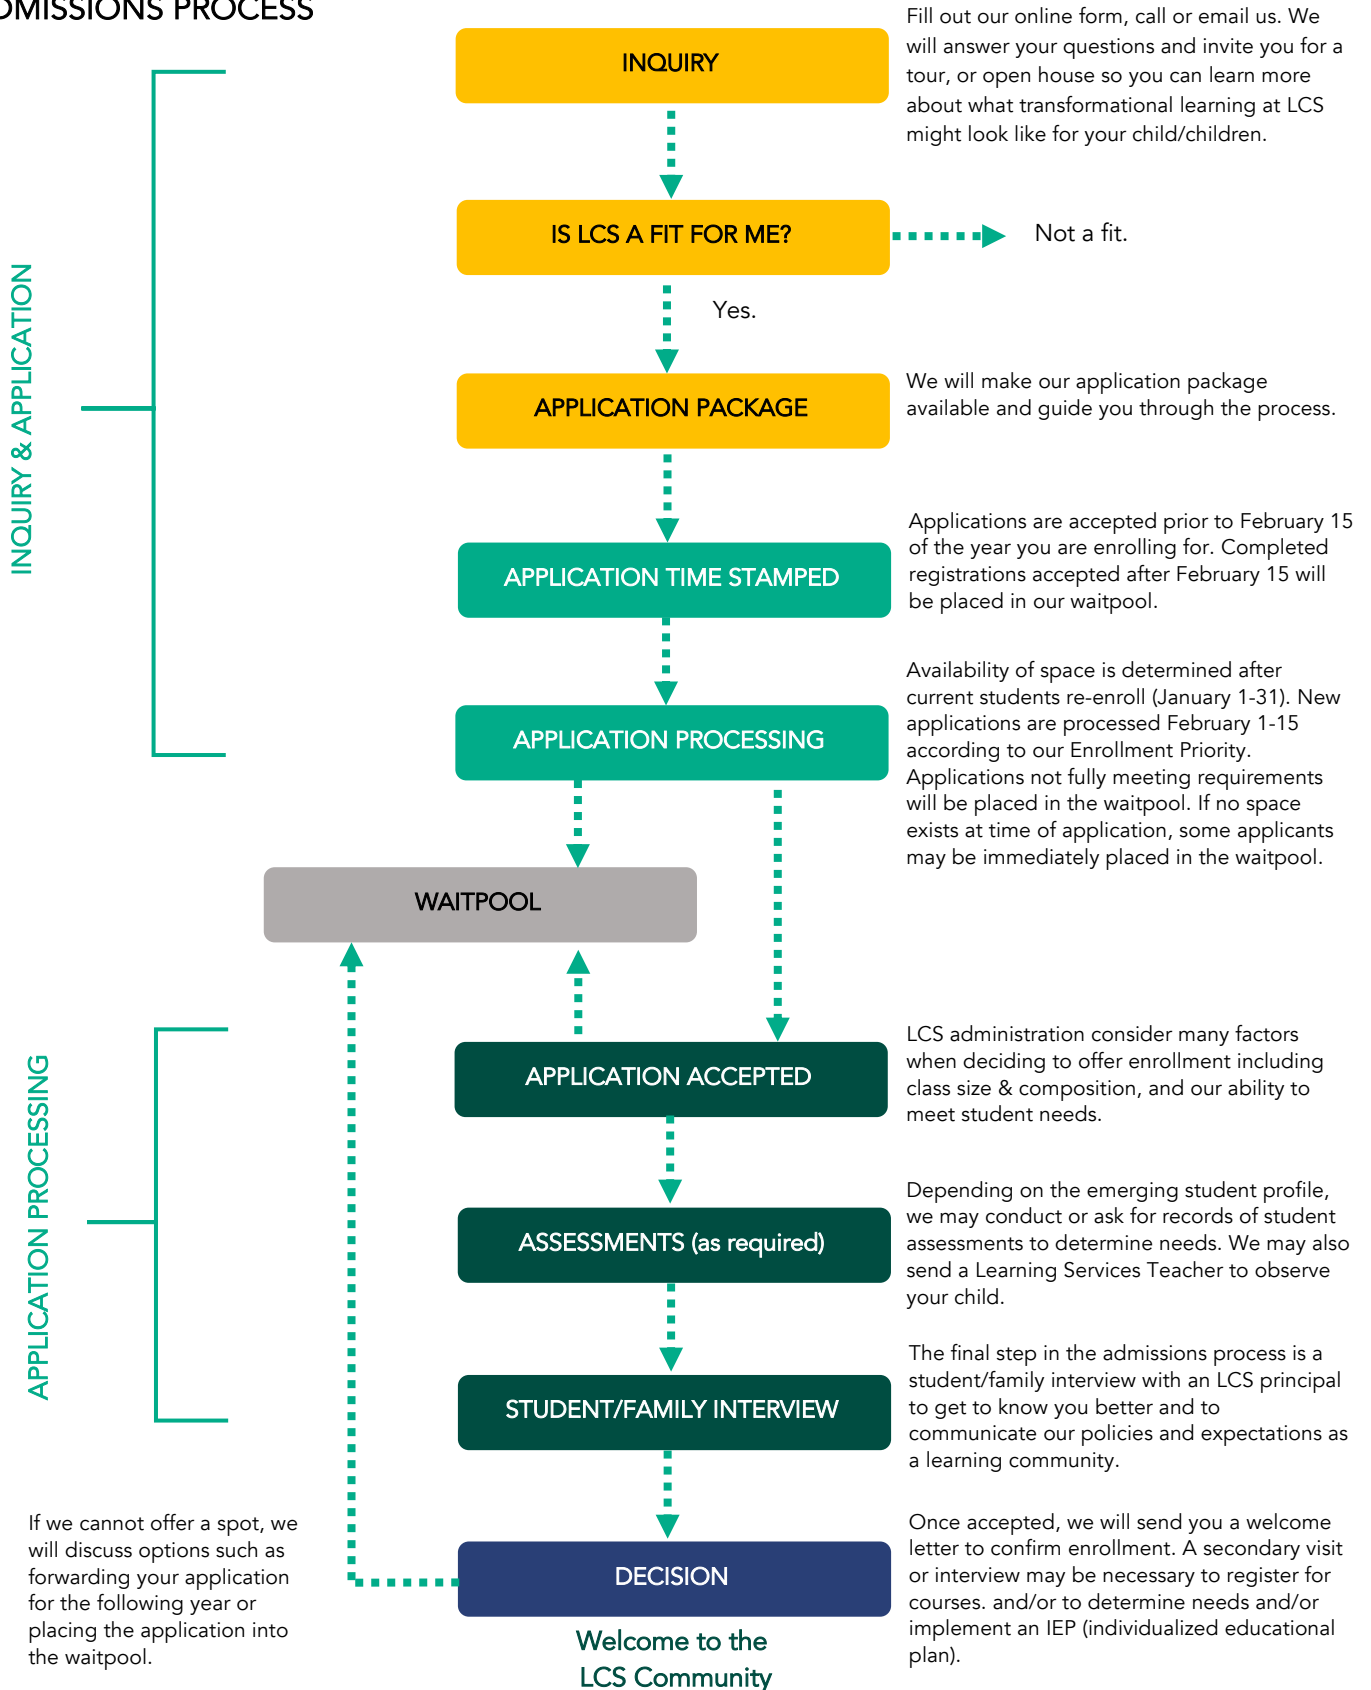 DMISSIONS PROCESS
Fill out our online form, call or email us. We
will answer your questions and invite you for a
tour, or open house so you can learn more
about what transformational learning at LCS
might look like for your child/children.
INQUIRY
IS LCS A FIT FOR ME?
Not a fit.
Yes.
INQUIRY & APPLICATION
APPLICATION PACKAGE
We will make our application package
available and guide you through the process.
APPLICATION TIME STAMPED
Applications are accepted prior to February 15
of the year you are enrolling for. Completed
registrations accepted after February 15 will
be placed in our waitpool.
APPLICATION PROCESSING
Availability of space is determined after
current students re-enroll (January 1-31). New
applications are processed February 1-15
according to our Enrollment Priority.
Applications not fully meeting requirements
will be placed in the waitpool. If no space
exists at time of application, some applicants
may be immediately placed in the waitpool.
WAITPOOL
APPLICATION PROCESSING
APPLICATION ACCEPTED
LCS administration consider many factors
when deciding to offer enrollment including
class size & composition, and our ability to
meet student needs.
ASSESSMENTS (as required)
Depending on the emerging student profile,
we may conduct or ask for records of student
assessments to determine needs. We may also
send a Learning Services Teacher to observe
your child.
STUDENT/FAMILY INTERVIEW
The final step in the admissions process is a
student/family interview with an LCS principal
to get to know you better and to
communicate our policies and expectations as
a learning community.
If we cannot offer a spot, we
will discuss options such as
forwarding your application
for the following year or
placing the application into
the waitpool.
DECISION
Once accepted, we will send you a welcome
letter to confirm enrollment. A secondary visit
or interview may be necessary to register for
courses. and/or to determine needs and/or
implement an IEP (individualized educational
plan).
Welcome to the
LCS Community